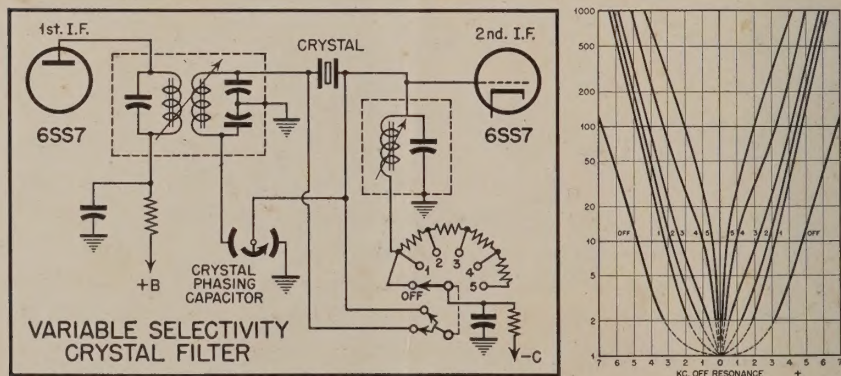 1st. I.F.
6SS7
CRYSTAL
2nd. I.F.
6SS7
+B
CRYSTAL
PHASING
CAPACITOR
1
2
3
4
5
OFF
-C
VARIABLE SELECTIVITY
CRYSTAL FILTER
1000
500
200
100
50
20
10
5
2
1
OFF 1 2 3 4 5 5 4 3 2 1 OFF
7 6 5 4 3 2 1 0 1 2 3 4 5 6 7
- KC. OFF RESONANCE +